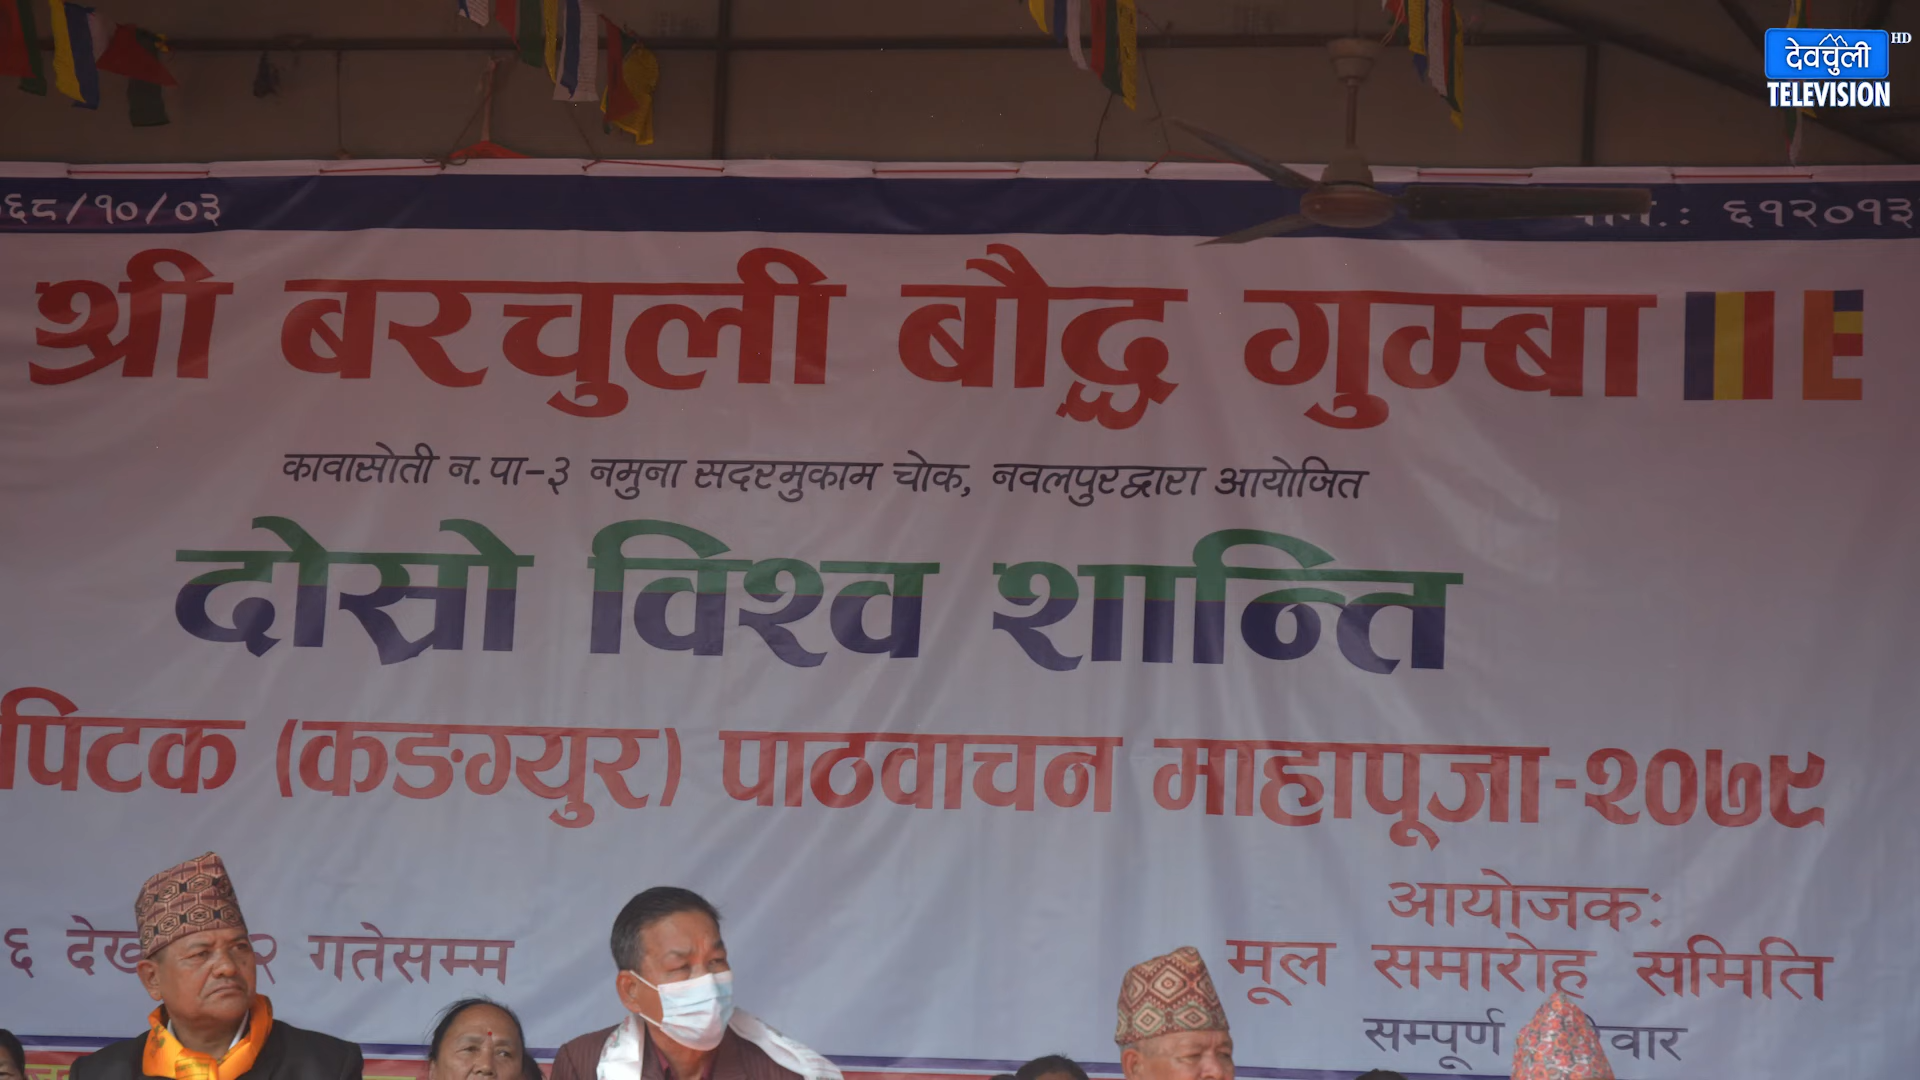 देवचुली HD
TELEVISION
६८/१०/०३
६१२०१३
श्री बरचुली बौद्ध गुम्बा
कावासोती न.पा-३ नमुना सदरमुकाम चोक, नवलपुरद्वारा आयोजित
दोस्रो विश्व शान्ति
पिटक (कङग्युर) पाठवाचन माहापूजा-२०७९
६ २ गतेसम्म
आयोजकः
मूल समारोह समिति
सम्पूर्ण